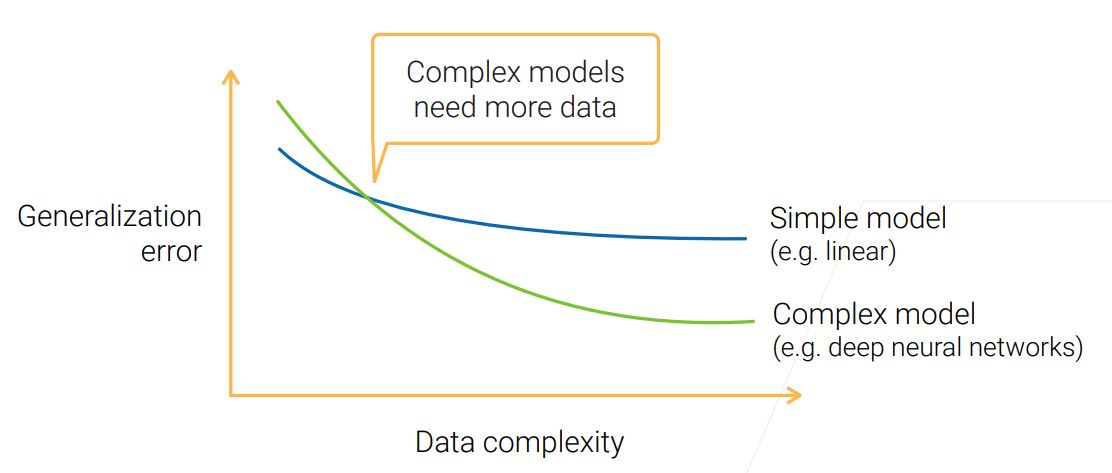 Complex models
need more data
Generalization
error
Simple model
(e.g. linear)
Complex model
(e.g. deep neural networks)
Data complexity